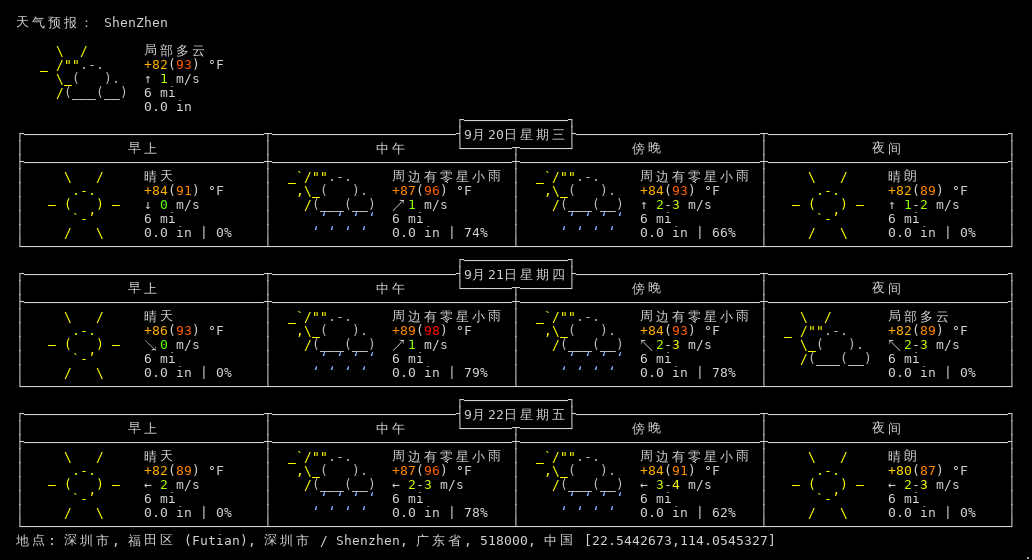 天气预报： ShenZhen
局部多云
+82(93) °F
↑ 1 m/s
6 mi
0.0 in
9月20日星期三
早上 中午 傍晚 夜间
晴天 周边有零星小雨 周边有零星小雨 晴朗
+84(91) °F +87(96) °F +84(93) °F +82(89) °F
↓ 0 m/s ↗ 1 m/s ↑ 2-3 m/s ↑ 1-2 m/s
6 mi 6 mi 6 mi 6 mi
0.0 in | 0% 0.0 in | 74% 0.0 in | 66% 0.0 in | 0%
9月21日星期四
早上 中午 傍晚 夜间
晴天 周边有零星小雨 周边有零星小雨 局部多云
+86(93) °F +89(98) °F +84(93) °F +82(89) °F
↘ 0 m/s ↗ 1 m/s ↖ 2-3 m/s ↖ 2-3 m/s
6 mi 6 mi 6 mi 6 mi
0.0 in | 0% 0.0 in | 79% 0.0 in | 78% 0.0 in | 0%
9月22日星期五
早上 中午 傍晚 夜间
晴天 周边有零星小雨 周边有零星小雨 晴朗
+82(89) °F +87(96) °F +84(91) °F +80(87) °F
← 2 m/s ← 2-3 m/s ← 3-4 m/s ← 2-3 m/s
6 mi 6 mi 6 mi 6 mi
0.0 in | 0% 0.0 in | 78% 0.0 in | 62% 0.0 in | 0%
地点: 深圳市, 福田区 (Futian), 深圳市 / Shenzhen, 广东省, 518000, 中国 [22.5442673,114.0545327]